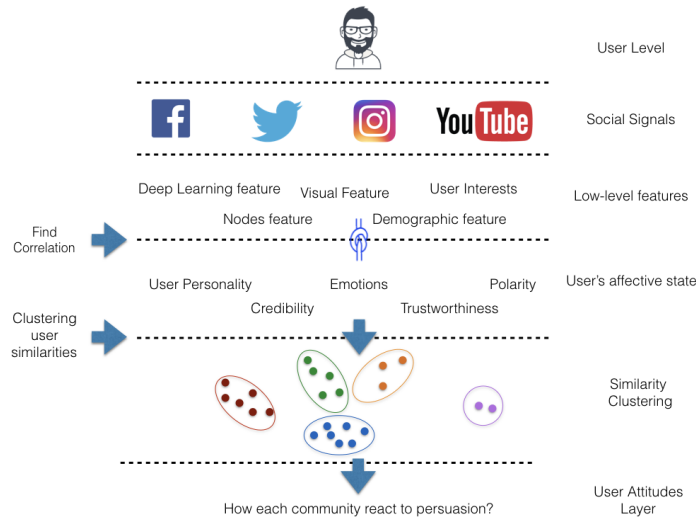 User Level
You Tube
Social Signals
Deep Learning feature
Visual Feature
User Interests
Low-level features
Nodes feature
Demographic feature
Find
Correlation
User Personality
Emotions
Polarity
User's affective state
Credibility
Trustworthiness
Clustering
user
similarities
Similarity
Clustering
User Attitudes
Layer
How each community react to persuasion?